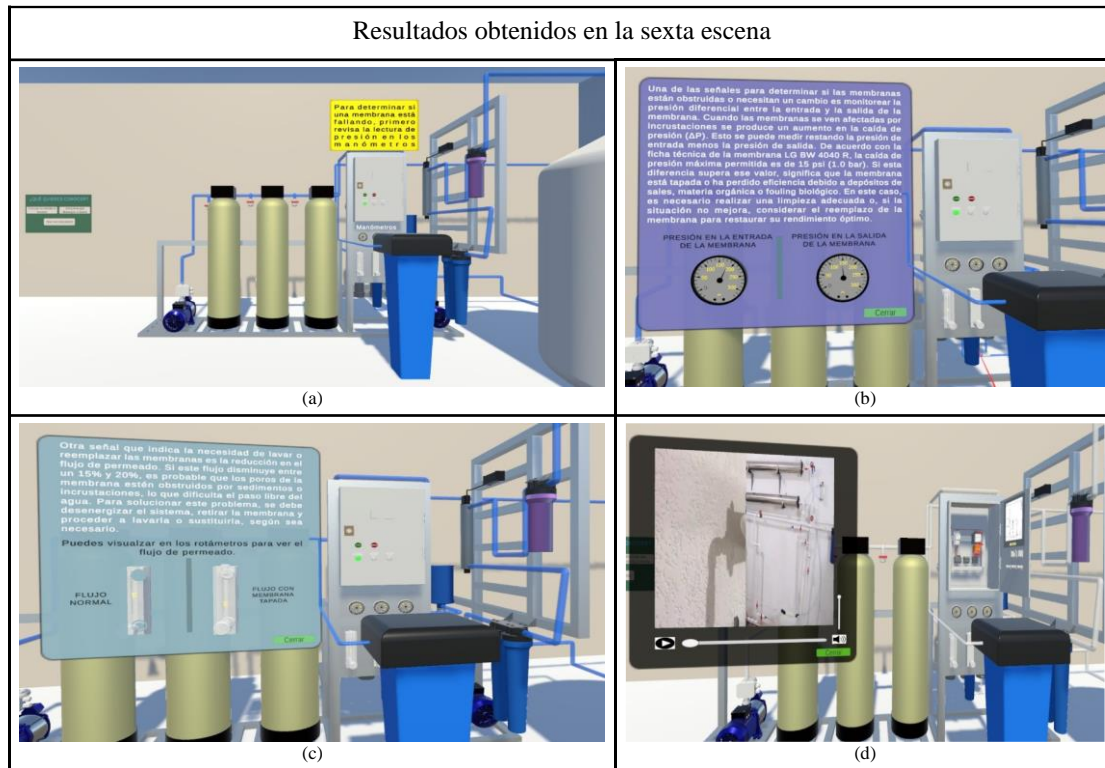 Resultados obtenidos en la sexta escena
Para determinar si
una membrana está
fallando, primero
revisa la lectura de
presión en los
manómetros
Manómetros
(a)
Una de las señales para determinar si las membranas
están obstruidas o necesitan un cambio es monitorear la
presión diferencial entre la entrada y la salida de la
membrana. Cuando las membranas se ven afectadas por
incrustaciones se produce un aumento en la caída de
presión (ΔP). Esto se puede medir restando la presión de
entrada menos la presión de salida. De acuerdo con la
ficha técnica de la membrana LG BW 4040 R, la caída de
presión máxima permitida es de 15 psi (1.0 bar). Si esta
diferencia supera ese valor, significa que la membrana
está tapada o ha perdido eficiencia debido a depósitos de
sales, materia orgánica o fouling biológico. En este caso,
es necesario realizar una limpieza adecuada o, si la
situación no mejora, considerar el reemplazo de la
membrana para restaurar su rendimiento óptimo.
PRESIÓN EN LA ENTRADA
DE LA MEMBRANA
PRESIÓN EN LA SALIDA
DE LA MEMBRANA
Cerrar
(b)
Otra señal que indica la necesidad de lavar o
reemplazar las membranas es la reducción en el
flujo de permeado. Si este flujo disminuye entre
un 15% y 20%, es probable que los poros de la
membrana estén obstruidos por sedimentos o
incrustaciones, lo que dificulta el paso libre del
agua. Para solucionar este problema, se debe
desenergizar el sistema, retirar la membrana y
proceder a lavarla o sustituirla, según sea
necesario.
Puedes visualzar en los rotámetros para ver el
flujo de permeado.
FLUJO
NORMAL
FLUJO CON
MEMBRANA
TAPADA
Cerrar
(c)
Cerrar
(d)